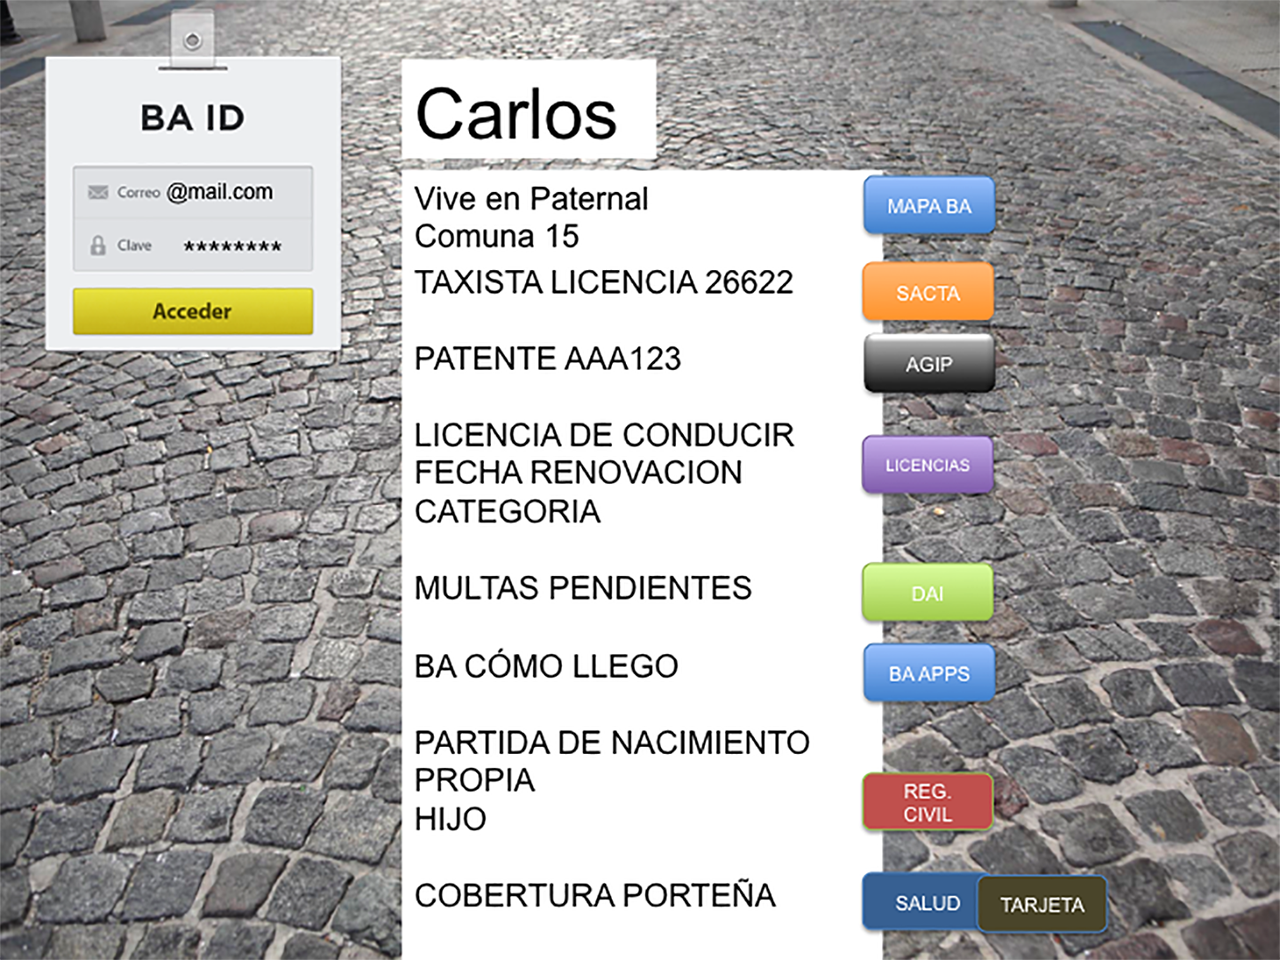 BA ID
Correo @mail.com
Clave ********
Acceder
Carlos
Vive en Paternal
Comuna 15
MAPA BA
TAXISTA LICENCIA 26622
SACTA
PATENTE AAA123
AGIP
LICENCIA DE CONDUCIR
FECHA RENOVACION
CATEGORIA
LICENCIAS
MULTAS PENDIENTES
DAI
BA CÓMO LLEGO
BA APPS
PARTIDA DE NACIMIENTO
PROPIA
HIJO
REG.
CIVIL
COBERTURA PORTEÑA
SALUD
TARJETA